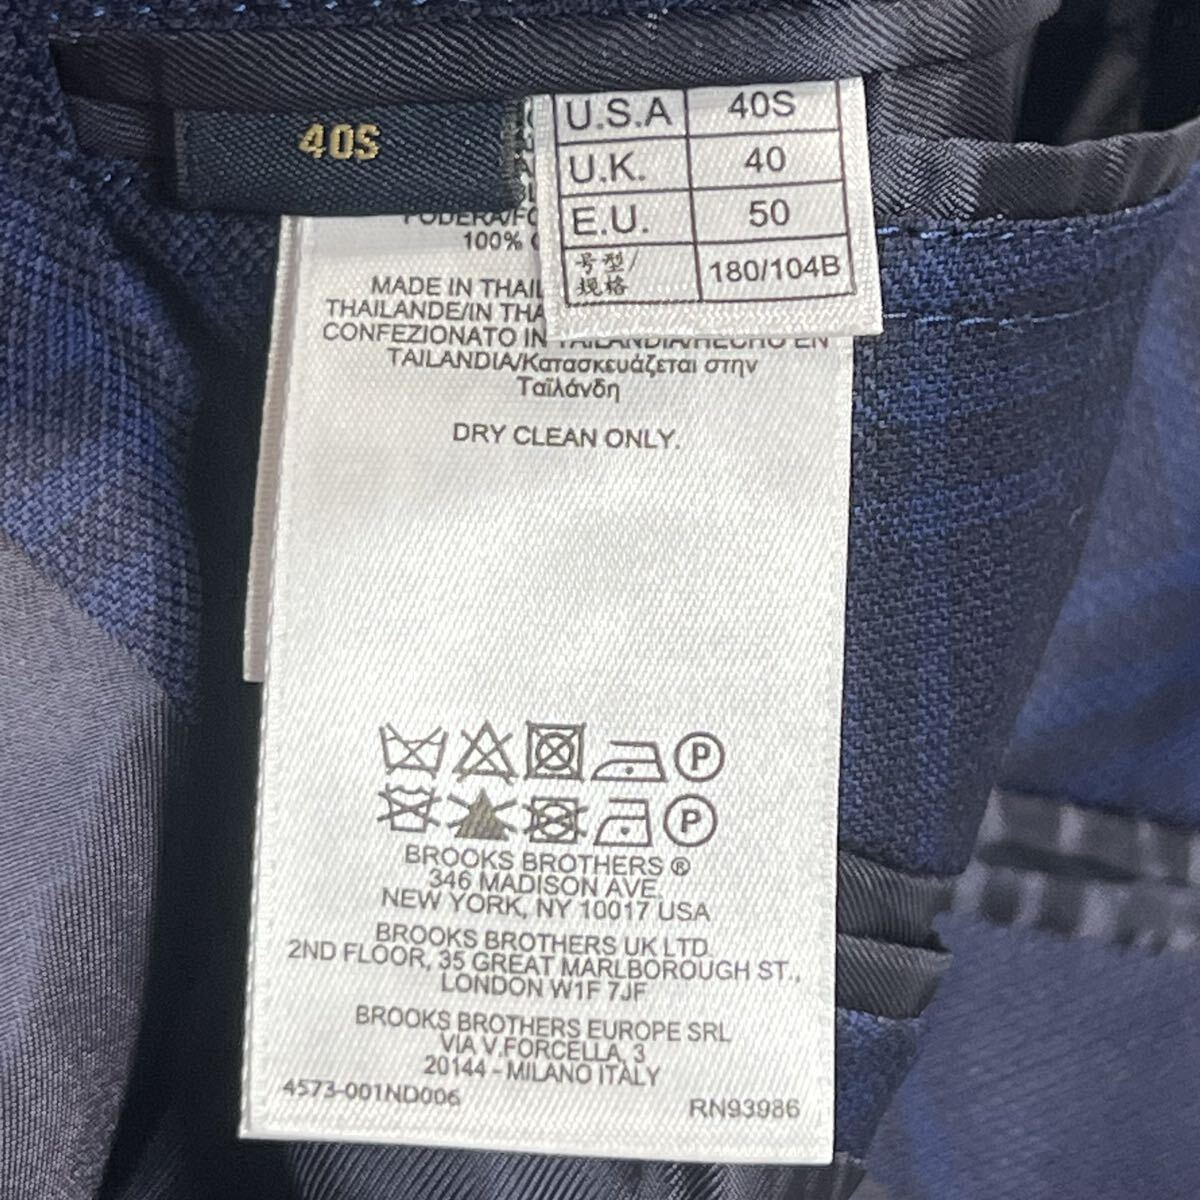 40S
U.S.A 40S
U.K. 40
E.U. 50
号型/ 180/104B
规格
100%
MADE IN
THAILANDE/IN
CONFEZIONATO IN TAILANDIA/HECHO EN
TAILANDIA/Κατασκευάζεται στην
Ταϊλάνδη
DRY CLEAN ONLY.
P
P
BROOKS BROTHERS ®
346 MADISON AVE.
NEW YORK, NY 10017 USA
BROOKS BROTHERS UK LTD.
2ND FLOOR, 35 GREAT MARLBOROUGH ST.,
LONDON W1F 7JF
BROOKS BROTHERS EUROPE SRL
VIA V.FORCELLA, 3
20144 - MILANO ITALY
4573-001ND006
RN93986